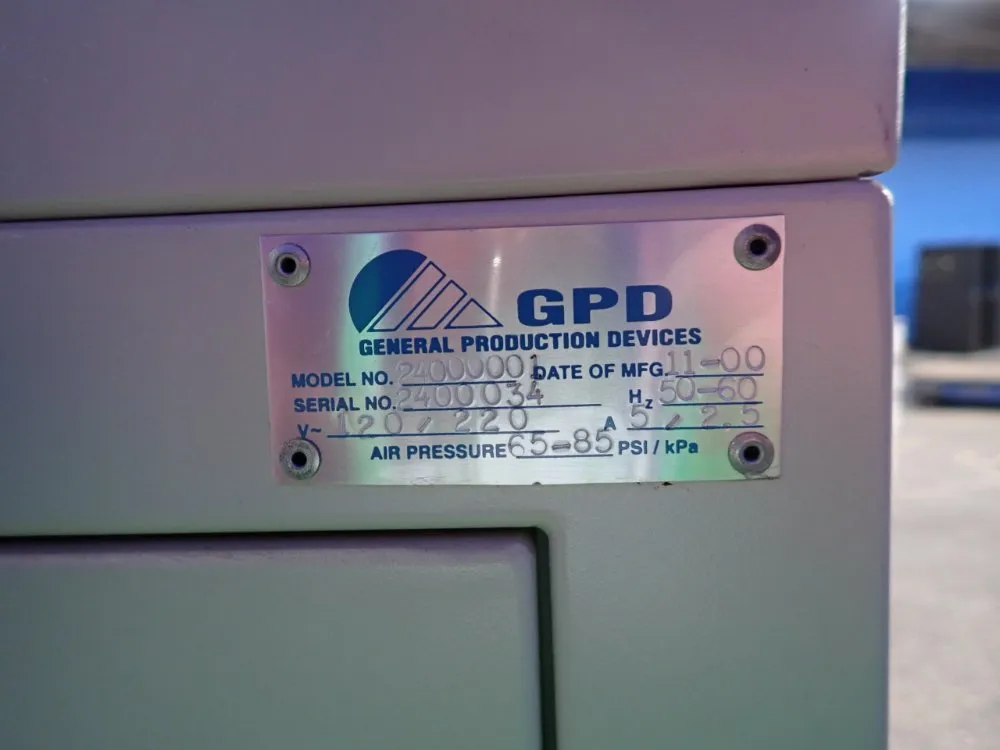 GPD
GENERAL PRODUCTION DEVICES
MODEL NO. 24000001 DATE OF MFG. 11-00
SERIAL NO. 2400034 Hz 50-60
V~ 120/220 A 5/2.5
AIR PRESSURE 65-85 PSI / kPa